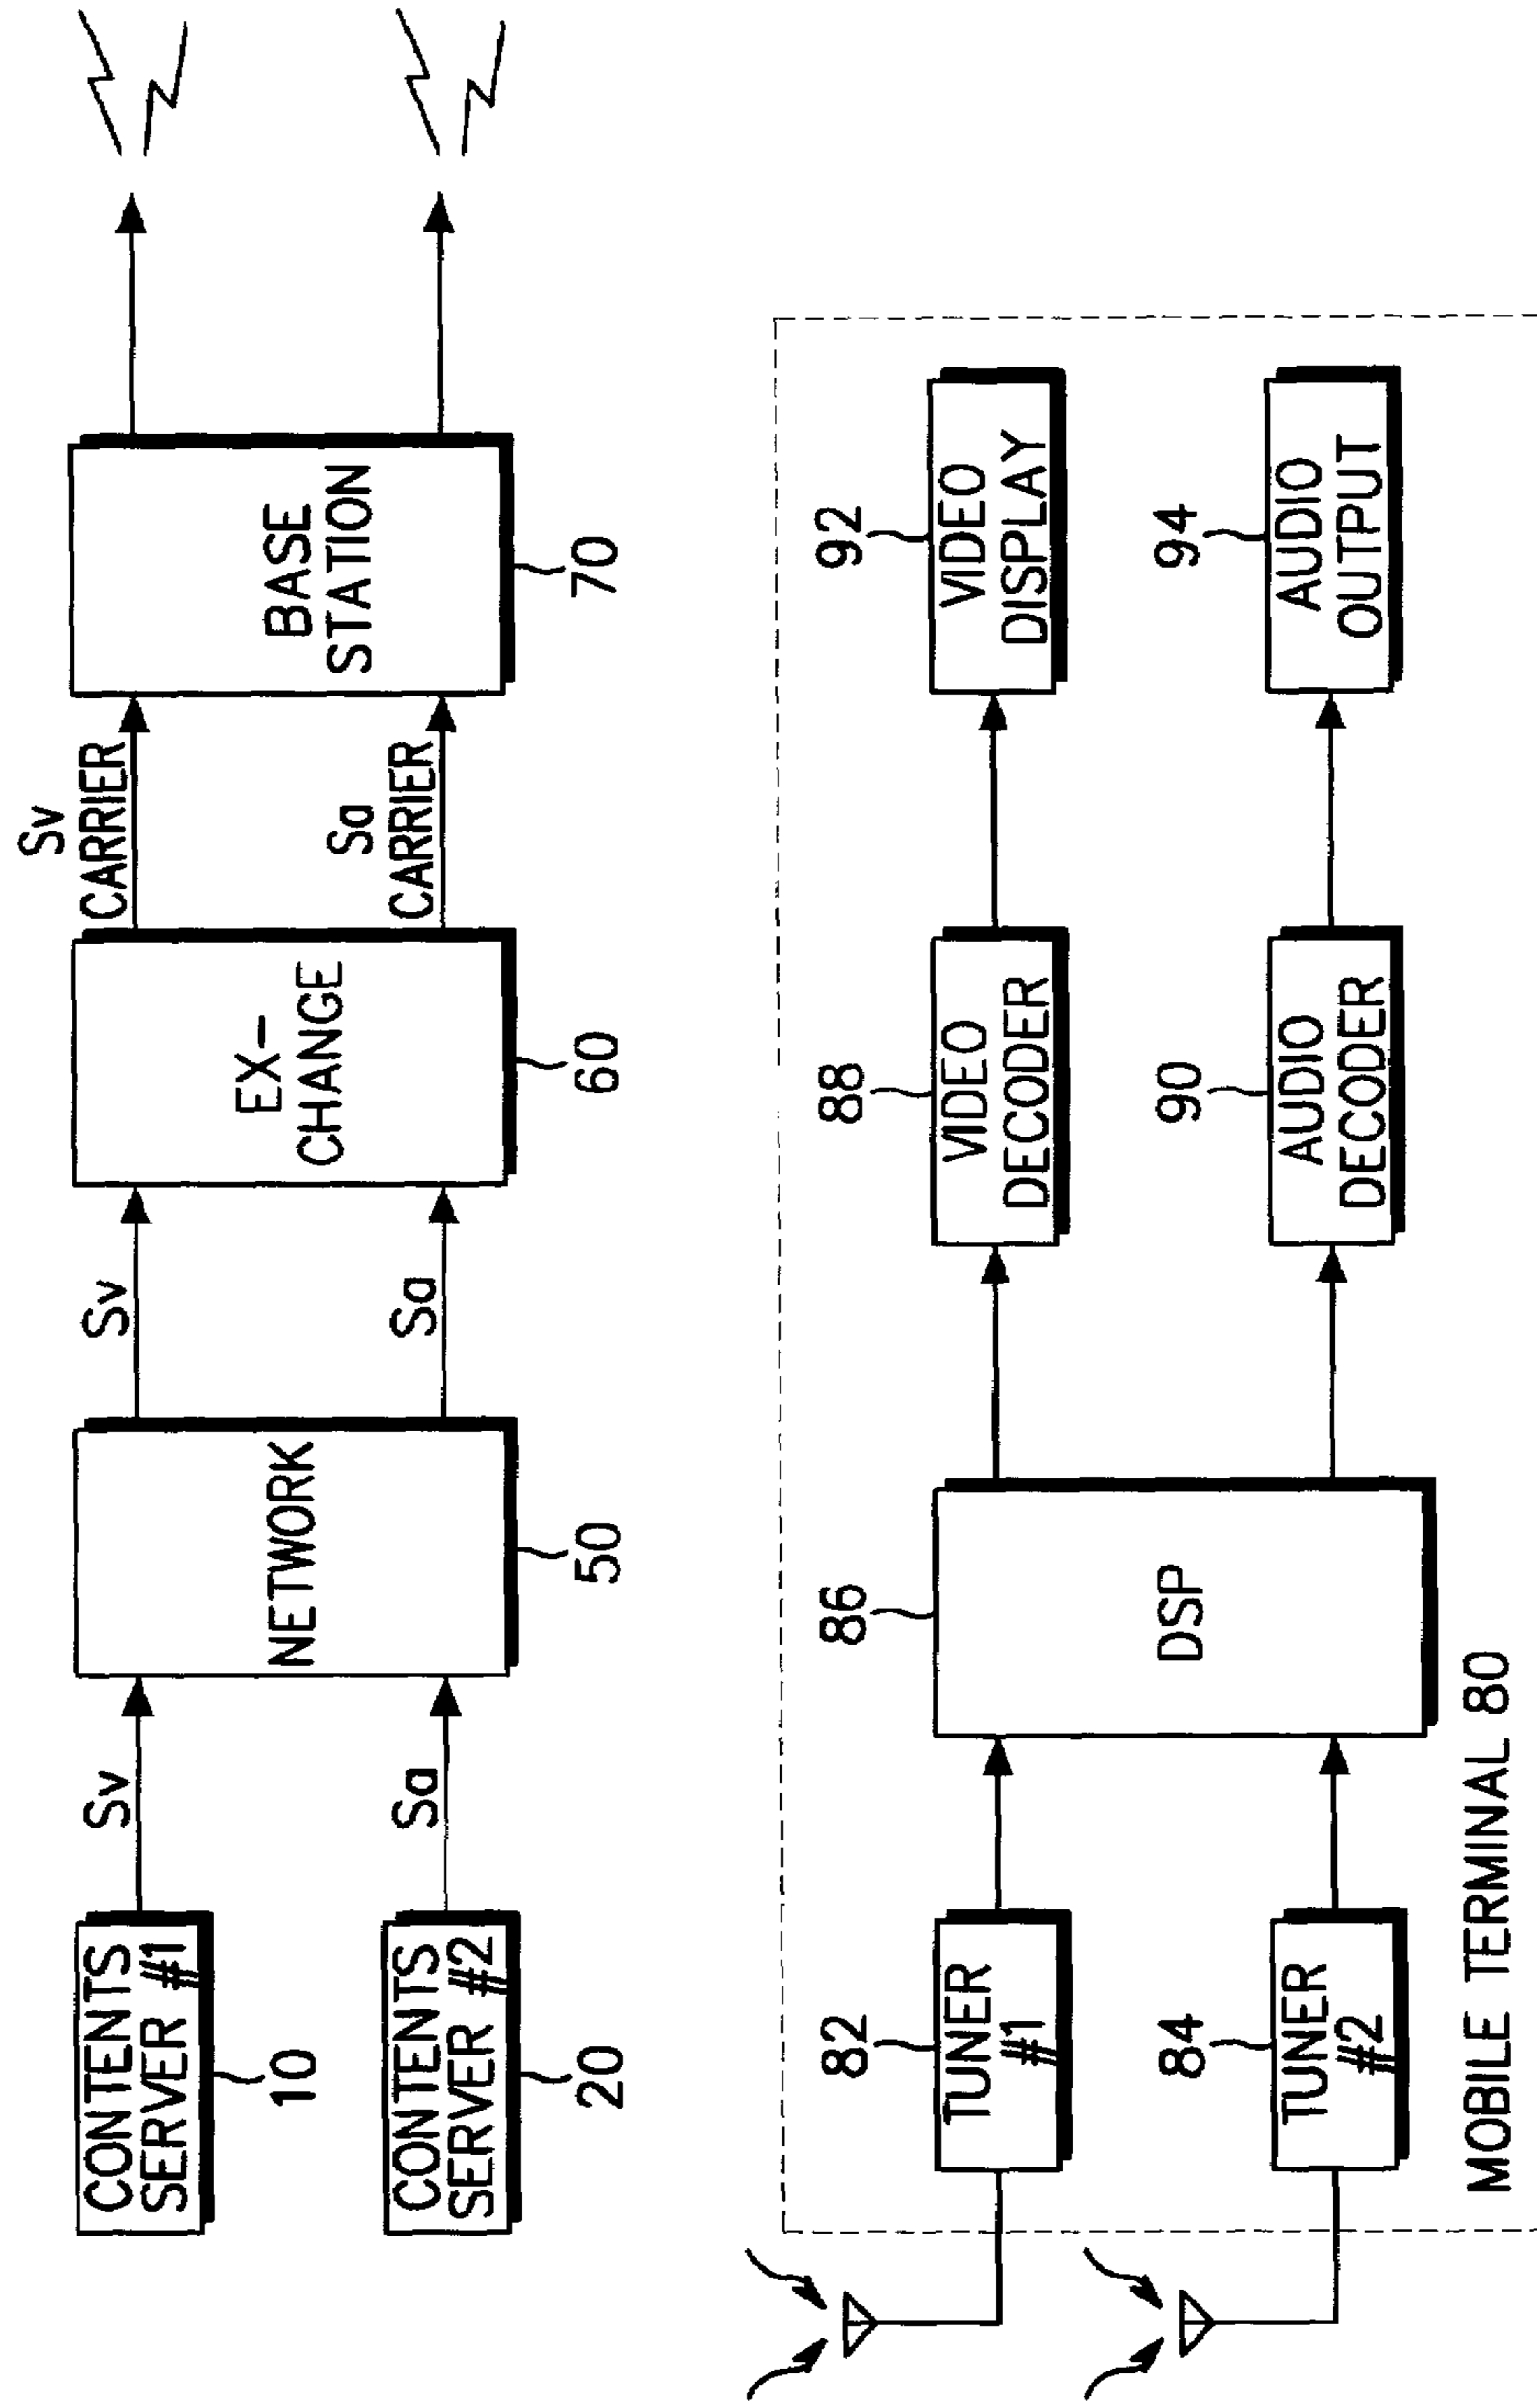 Sv
CARRIER
Sv
Sv
CONTENTS
SERVER #1
10
NETWORK
50
EX-
CHANGE
60
BASE
STATION
70
Sa
CARRIER
Sa
Sa
CONTENTS
SERVER #2
20
82
TUNER
#1
86
DSP
88
VIDEO
DECODER
92
VIDEO
DISPLAY
84
TUNER
#2
90
AUDIO
DECODER
94
AUDIO
OUTPUT
MOBILE TERMINAL 80